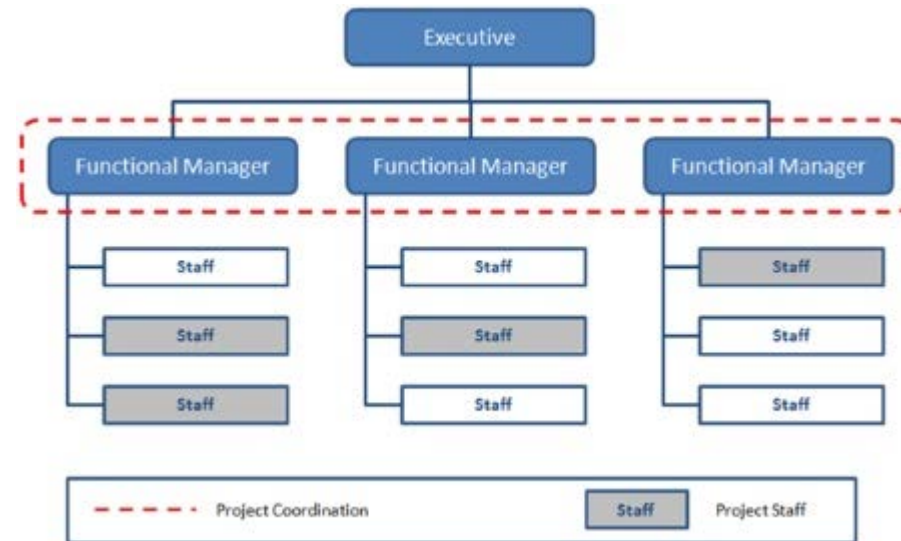 Executive
Functional Manager Functional Manager Functional Manager
Staff Staff Staff
Staff Staff Staff
Staff Staff Staff
Project Coordination Staff Project Staff